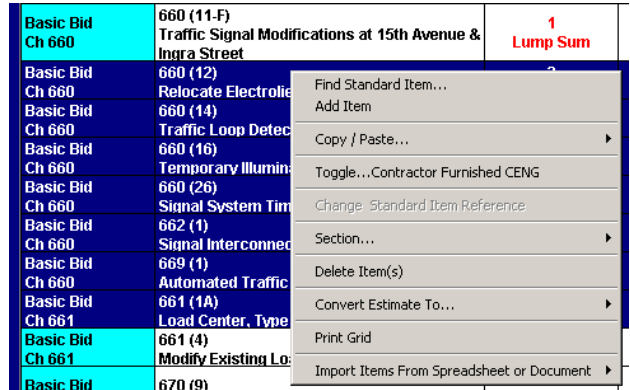 Basic Bid
Ch 660
660 (11-F)
Traffic Signal Modifications at 15th Avenue &
Ingra Street
1
Lump Sum
Basic Bid
Ch 660
660 (12)
Relocate Electrolie
Basic Bid
Ch 660
660 (14)
Traffic Loop Detec
Basic Bid
Ch 660
660 (16)
Temporary Illumin
Basic Bid
Ch 660
660 (26)
Signal System Tim
Basic Bid
Ch 660
662 (1)
Signal Interconnec
Basic Bid
Ch 660
669 (1)
Automated Traffic
Basic Bid
Ch 661
661 (1A)
Load Center, Type
Basic Bid
Ch 661
661 (4)
Modify Existing Lo
Basic Bid
670 (9)
Find Standard Item...
Add Item
Copy / Paste...
Toggle...Contractor Furnished CENG
Change Standard Item Reference
Section...
Delete Item(s)
Convert Estimate To...
Print Grid
Import Items From Spreadsheet or Document